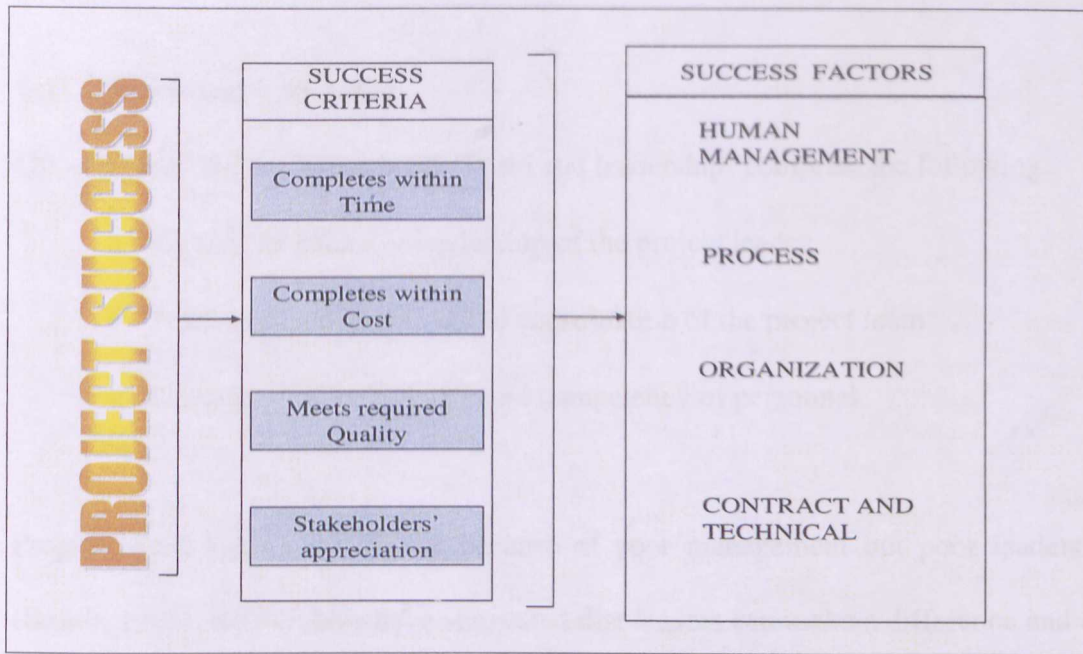 PROJECT SUCCESS
SUCCESS
CRITERIA
Completes within
Time
Completes within
Cost
Meets required
Quality
Stakeholders'
appreciation
SUCCESS FACTORS
HUMAN
MANAGEMENT
PROCESS
ORGANIZATION
CONTRACT AND
TECHNICAL